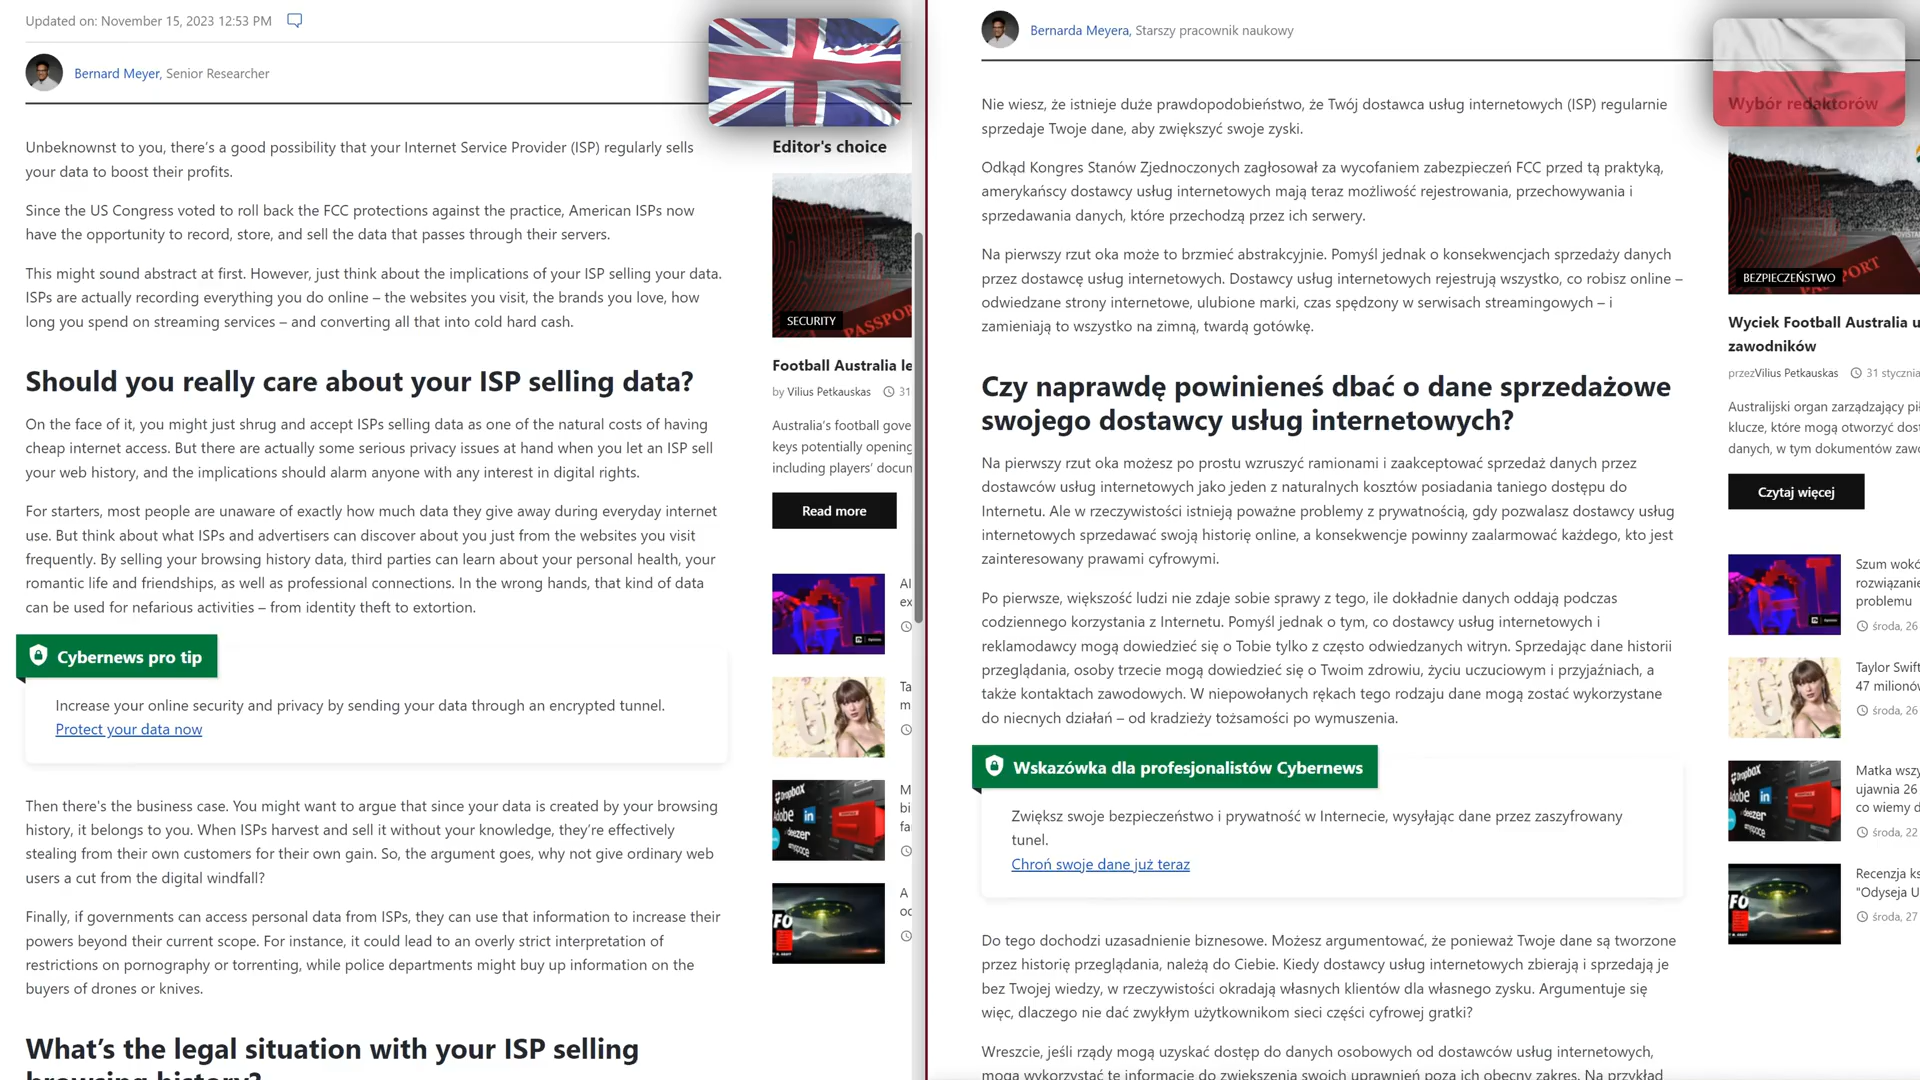 Updated on: November 15, 2023 12:53 PM
Bernard Meyer, Senior Researcher
Unbeknownst to you, there's a good possibility that your Internet Service Provider (ISP) regularly sells
your data to boost their profits.
Since the US Congress voted to roll back the FCC protections against the practice, American ISPs now
have the opportunity to record, store, and sell the data that passes through their servers.
This might sound abstract at first. However, just think about the implications of your ISP selling your data.
ISPs are actually recording everything you do online – the websites you visit, the brands you love, how
long you spend on streaming services – and converting all that into cold hard cash.
Should you really care about your ISP selling data?
On the face of it, you might just shrug and accept ISPs selling data as one of the natural costs of having
cheap internet access. But there are actually some serious privacy issues at hand when you let an ISP sell
your web history, and the implications should alarm anyone with any interest in digital rights.
For starters, most people are unaware of exactly how much data they give away during everyday internet
use. But think about what ISPs and advertisers can discover about you just from the websites you visit
frequently. By selling your browsing history data, third parties can learn about your personal health, your
romantic life and friendships, as well as professional connections. In the wrong hands, that kind of data
can be used for nefarious activities – from identity theft to extortion.
Cybernews pro tip
Increase your online security and privacy by sending your data through an encrypted tunnel.
Protect your data now
Then there's the business case. You might want to argue that since your data is created by your browsing
history, it belongs to you. When ISPs harvest and sell it without your knowledge, they're effectively
stealing from their own customers for their own gain. So, the argument goes, why not give ordinary web
users a cut from the digital windfall?
Finally, if governments can access personal data from ISPs, they can use that information to increase their
powers beyond their current scope. For instance, it could lead to an overly strict interpretation of
restrictions on pornography or torrenting, while police departments might buy up information on the
buyers of drones or knives.
What's the legal situation with your ISP selling
browsing history?
Editor's choice
PASSPOR
SECURITY
Football Australia le
by Vilius Petkauskas 31
Australia's football gove
keys potentially opening
including players' docun
Read more
AI
ex
Ta
m
Dropbox
Adobe
in
deezer
M
bi
fa
FO
A
oc
Bernarda Meyera, Starszy pracownik naukowy
Nie wiesz, że istnieje duże prawdopodobieństwo, że Twój dostawca usług internetowych (ISP) regularnie
sprzedaje Twoje dane, aby zwiększyć swoje zyski.
Odkąd Kongres Stanów Zjednoczonych zagłosował za wycofaniem zabezpieczeń FCC przed tą praktyką,
amerykańscy dostawcy usług internetowych mają teraz możliwość rejestrowania, przechowywania i
sprzedawania danych, które przechodzą przez ich serwery.
Na pierwszy rzut oka może to brzmieć abstrakcyjnie. Pomyśl jednak o konsekwencjach sprzedaży danych
przez dostawcę usług internetowych. Dostawcy usług internetowych rejestrują wszystko, co robisz online –
odwiedzane strony internetowe, ulubione marki, czas spędzony w serwisach streamingowych – i
zamieniają to wszystko na zimną, twardą gotówkę.
Czy naprawdę powinieneś dbać o dane sprzedażowe
swojego dostawcy usług internetowych?
Na pierwszy rzut oka możesz po prostu wzruszyć ramionami i zaakceptować sprzedaż danych przez
dostawców usług internetowych jako jeden z naturalnych kosztów posiadania taniego dostępu do
Internetu. Ale w rzeczywistości istnieją poważne problemy z prywatnością, gdy pozwalasz dostawcy usług
internetowych sprzedawać swoją historię online, a konsekwencje powinny zaalarmować każdego, kto jest
zainteresowany prawami cyfrowymi.
Po pierwsze, większość ludzi nie zdaje sobie sprawy z tego, ile dokładnie danych oddają podczas
codziennego korzystania z Internetu. Pomyśl jednak o tym, co dostawcy usług internetowych i
reklamodawcy mogą dowiedzieć się o Tobie tylko z często odwiedzanych witryn. Sprzedając dane historii
przeglądania, osoby trzecie mogą dowiedzieć się o Twoim zdrowiu, życiu uczuciowym i przyjaźniach, a
także kontaktach zawodowych. W niepowołanych rękach tego rodzaju dane mogą zostać wykorzystane
do niecnych działań – od kradzieży tożsamości po wymuszenia.
Wskazówka dla profesjonalistów Cybernews
Zwiększ swoje bezpieczeństwo i prywatność w Internecie, wysyłając dane przez zaszyfrowany
tunel.
Chroń swoje dane już teraz
Do tego dochodzi uzasadnienie biznesowe. Możesz argumentować, że ponieważ Twoje dane są tworzone
przez historię przeglądania, należą do Ciebie. Kiedy dostawcy usług internetowych zbierają i sprzedają je
bez Twojej wiedzy, w rzeczywistości okradają własnych klientów dla własnego zysku. Argumentuje się
więc, dlaczego nie dać zwykłym użytkownikom sieci części cyfrowej gratki?
Wreszcie, jeśli rządy mogą uzyskać dostęp do danych osobowych od dostawców usług internetowych,
mogą wykorzystać te informacje do zwiększenia swoich uprawnień poza ich obecny zakres. Na przykład
Wybór redaktorów
PORT
BEZPIECZEŃSTWO
Wyciek Football Australia u
zawodników
przezVilius Petkauskas 31 stycznia
Australijski organ zarządzający pił
klucze, które mogą otworzyć dost
danych, w tym dokumentów zawo
Czytaj więcej
Szum wokó
rozwiązanie
problemu
środa, 26
Taylor Swift
47 milionów
środa, 26
Dropbox
Adobe
in
deezer
Matka wszy
ujawnia 26
co wiemy d
środa, 22
FO
Recenzja ks
"Odyseja U
środa, 27